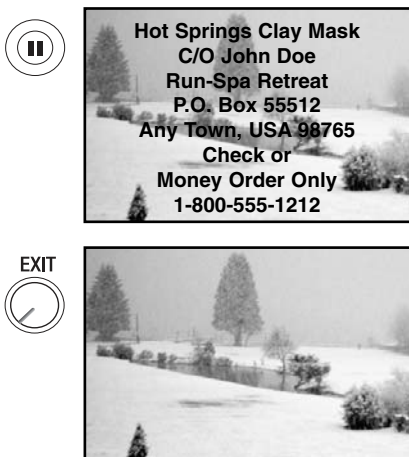 Hot Springs Clay Mask
C/O John Doe
Run-Spa Retreat
P.O. Box 55512
Any Town, USA 98765
Check or
Money Order Only
1-800-555-1212
EXIT